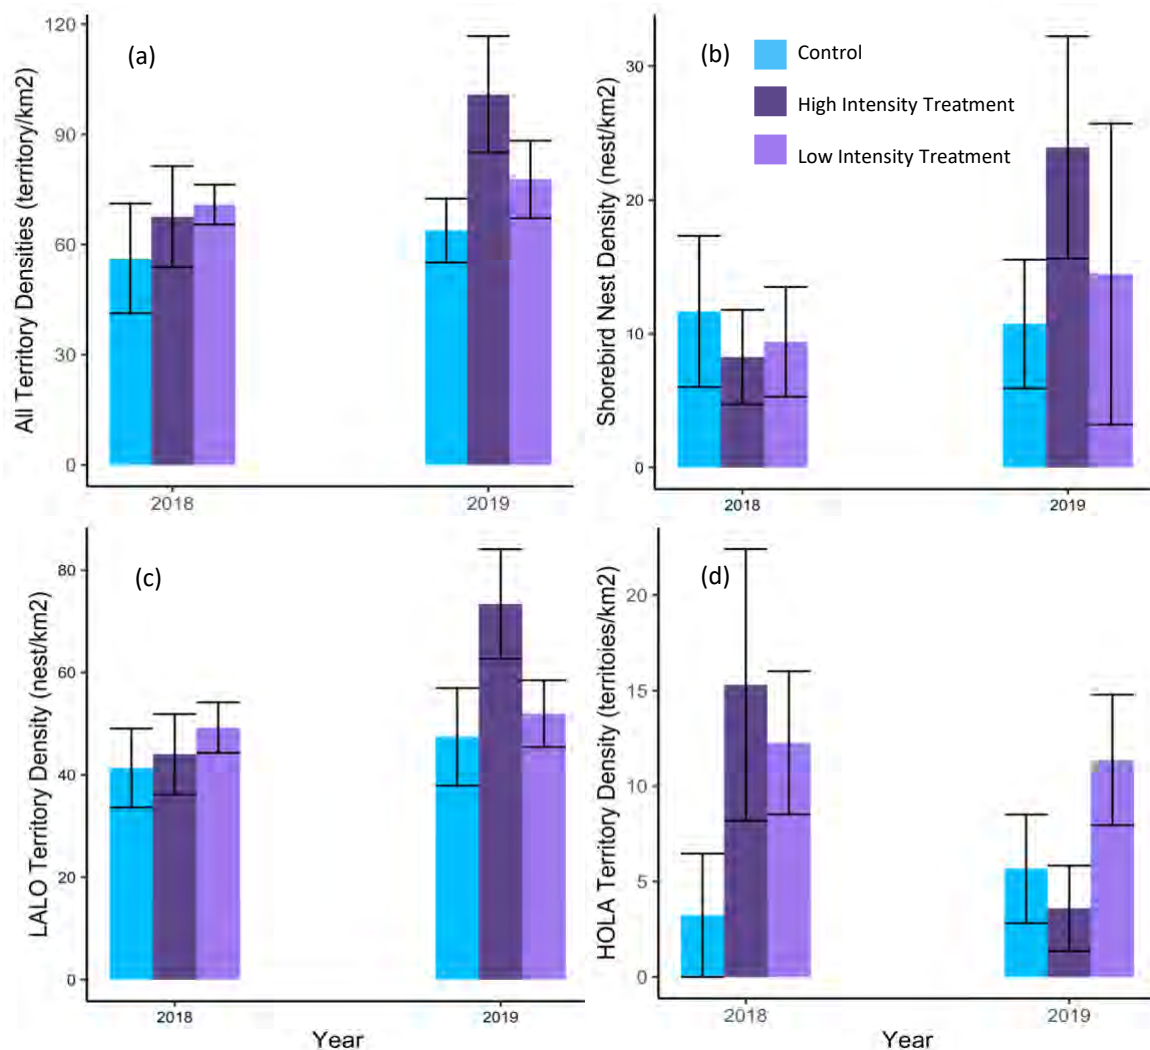 All Territory Densities (territory/km2)
120
90
60
30
0
(a)
2018
2019
Shorebird Nest Density (nest/km2)
30
20
10
0
(b)
Control
High Intensity Treatment
Low Intensity Treatment
2018
2019
LALO Territory Density (nest/km2)
80
60
40
20
0
(c)
2018
2019
Year
HOLA Territory Density (territoies/km2)
20
15
10
5
0
(d)
2018
2019
Year